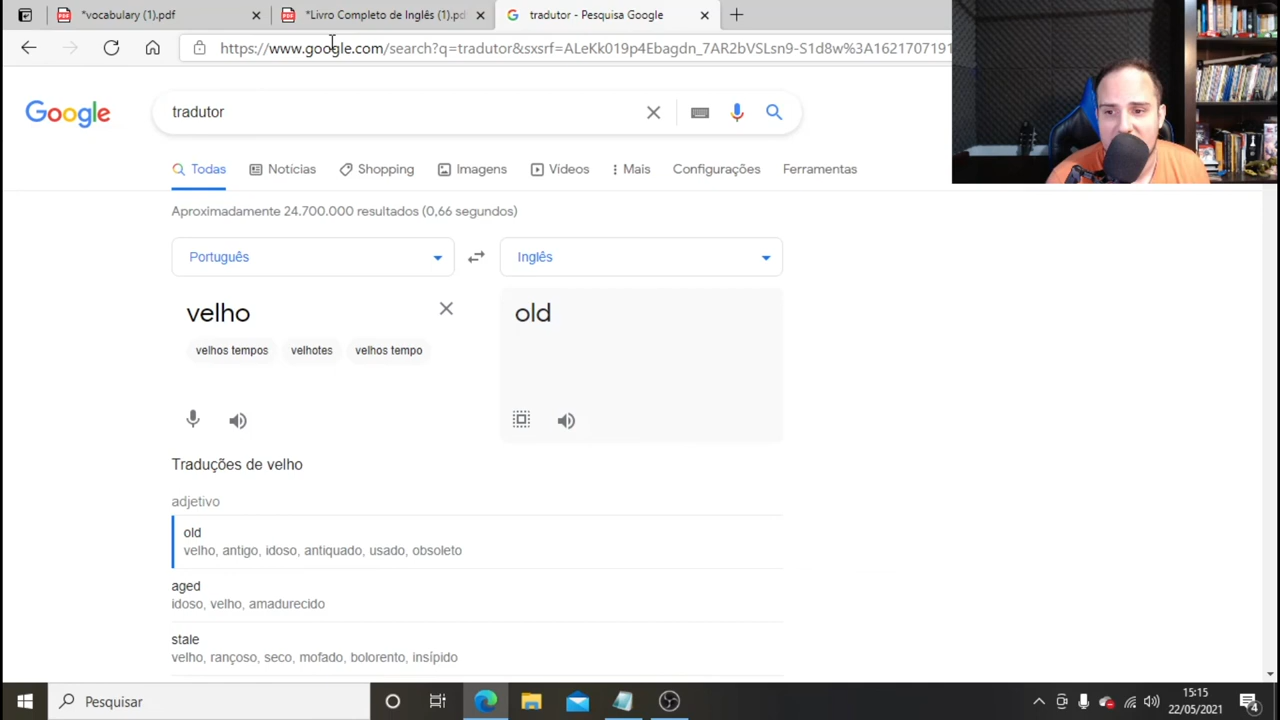 *vocabulary (1).pdf
*Livro Completo de Inglês (1).pd
tradutor - Pesquisa Google
https://www.google.com/search?q=tradutor&sxsrf=ALeKk019p4Ebagdn_7AR2bVSLsn9-S1d8w%3A1621707191
Google
tradutor
Todas
Notícias
Shopping
Imagens
Vídeos
Mais
Configurações
Ferramentas
Aproximadamente 24.700.000 resultados (0,66 segundos)
Português
Inglês
velho
old
velhos tempos
velhotes
velhos tempo
Traduções de velho
adjetivo
old
velho, antigo, idoso, antiquado, usado, obsoleto
aged
idoso, velho, amadurecido
stale
velho, rançoso, seco, mofado, bolorento, insípido
Pesquisar
15:15
22/05/2021
4